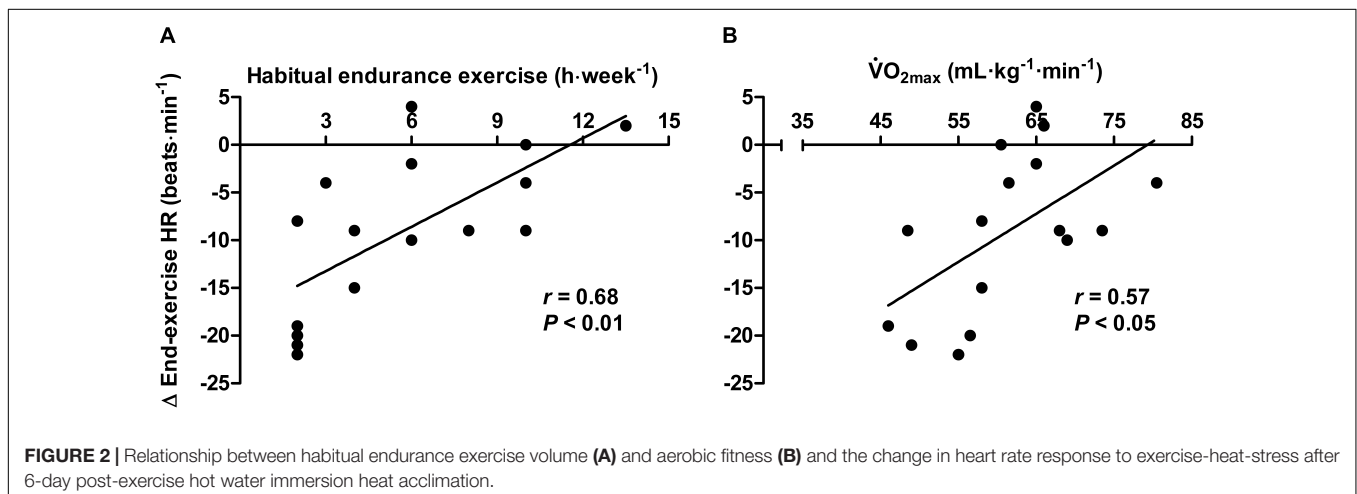 A
B
Habitual endurance exercise (h·week⁻¹)
V̇O₂max (mL·kg⁻¹·min⁻¹)
Δ End-exercise HR (beats·min⁻¹)
5
0
-5
-10
-15
-20
-25
3 6 9 12 15
r = 0.68
P < 0.01
5
0
-5
-10
-15
-20
-25
35 45 55 65 75 85
r = 0.57
P < 0.05
FIGURE 2 | Relationship between habitual endurance exercise volume (A) and aerobic fitness (B) and the change in heart rate response to exercise-heat-stress after
6-day post-exercise hot water immersion heat acclimation.